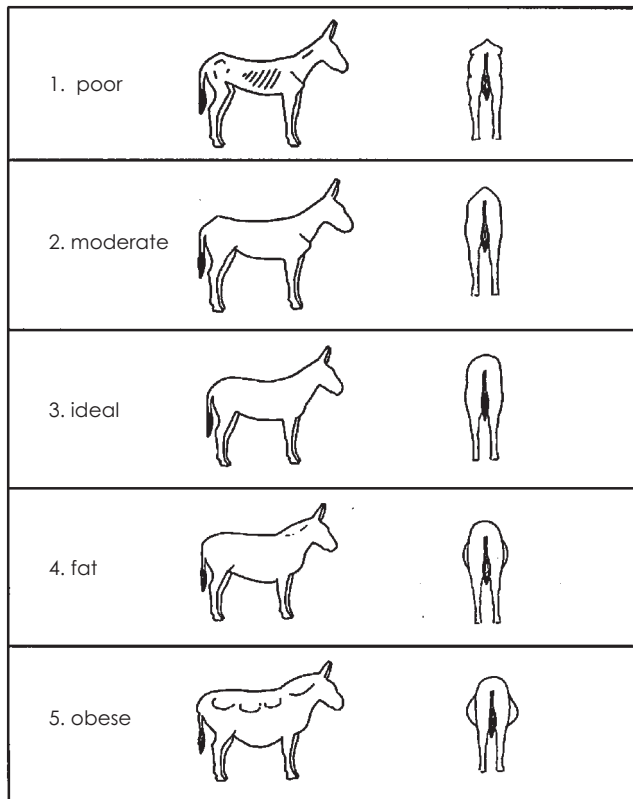 1. poor
2. moderate
3. ideal
4. fat
5. obese